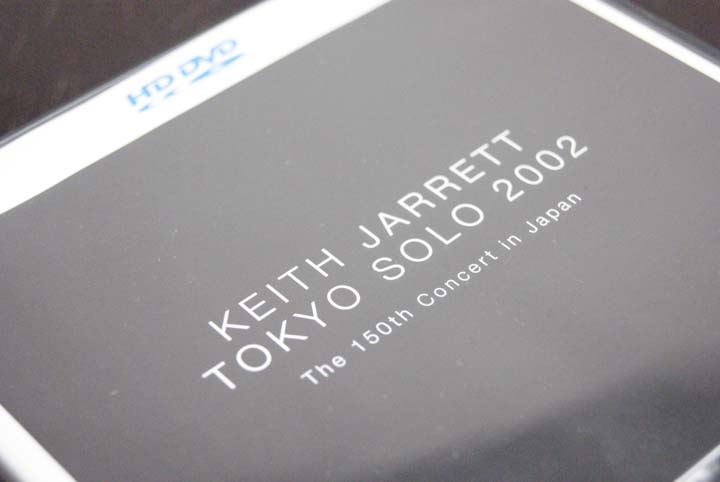 HD DVD
KEITH JARRETT
TOKYO SOLO 2002
The 150th Concert in Japan